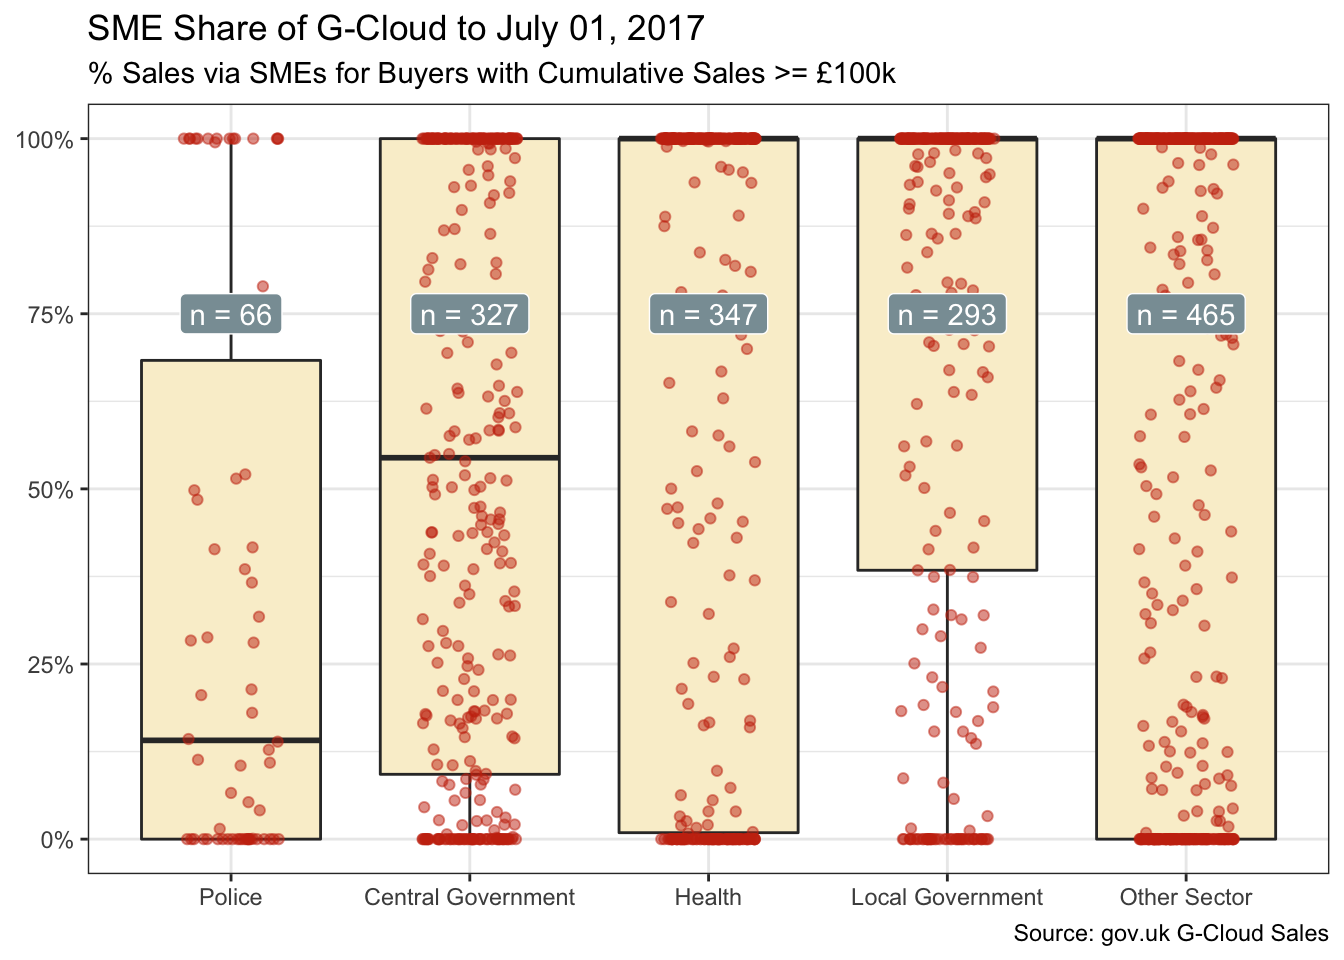 SME Share of G-Cloud to July 01, 2017
% Sales via SMEs for Buyers with Cumulative Sales >= £100k
100%
75%
50%
25%
0%
n = 66
n = 327
n = 347
n = 293
n = 465
Police
Central Government
Health
Local Government
Other Sector
Source: gov.uk G-Cloud Sales